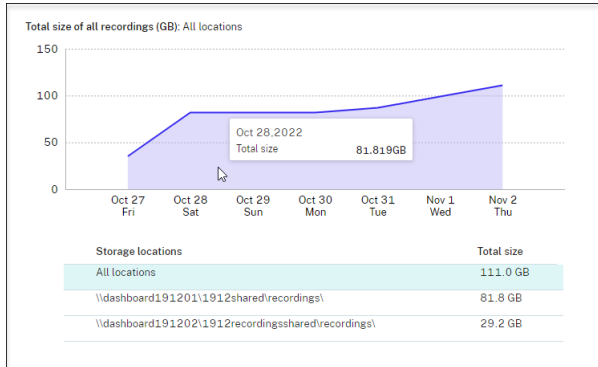 Total size of all recordings (GB): All locations
150
100
50
0
Oct 28,2022
Total size 81.819GB
Oct 27 Oct 28 Oct 29 Oct 30 Oct 31 Nov 1 Nov 2
Fri Sat Sun Mon Tue Wed Thu
Storage locations Total size
All locations 111.0 GB
\\dashboard191201\1912shared\recordings\ 81.8 GB
\\dashboard191202\1912recordingsshared\recordings\ 29.2 GB